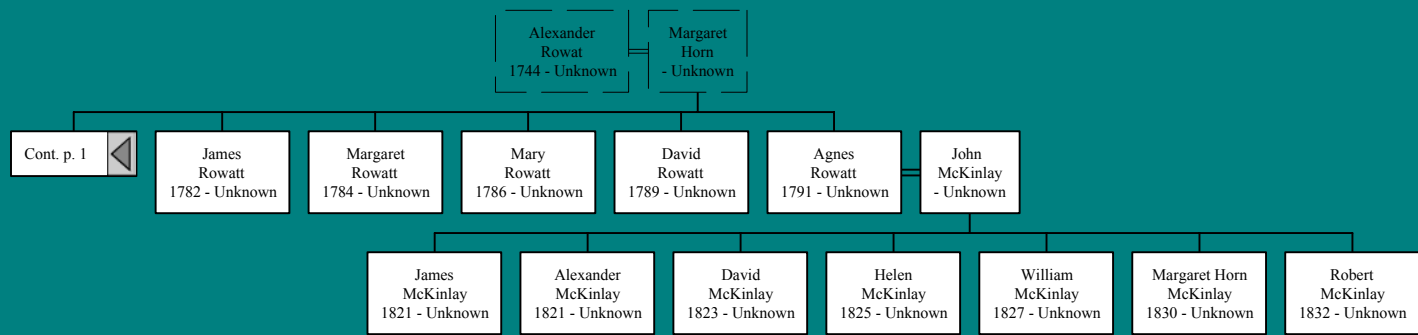 Alexander
Rowat
1744 - Unknown
Margaret
Horn
- Unknown
Cont. p. 1
James
Rowatt
1782 - Unknown
Margaret
Rowatt
1784 - Unknown
Mary
Rowatt
1786 - Unknown
David
Rowatt
1789 - Unknown
Agnes
Rowatt
1791 - Unknown
John
McKinlay
- Unknown
James
McKinlay
1821 - Unknown
Alexander
McKinlay
1821 - Unknown
David
McKinlay
1823 - Unknown
Helen
McKinlay
1825 - Unknown
William
McKinlay
1827 - Unknown
Margaret Horn
McKinlay
1830 - Unknown
Robert
McKinlay
1832 - Unknown